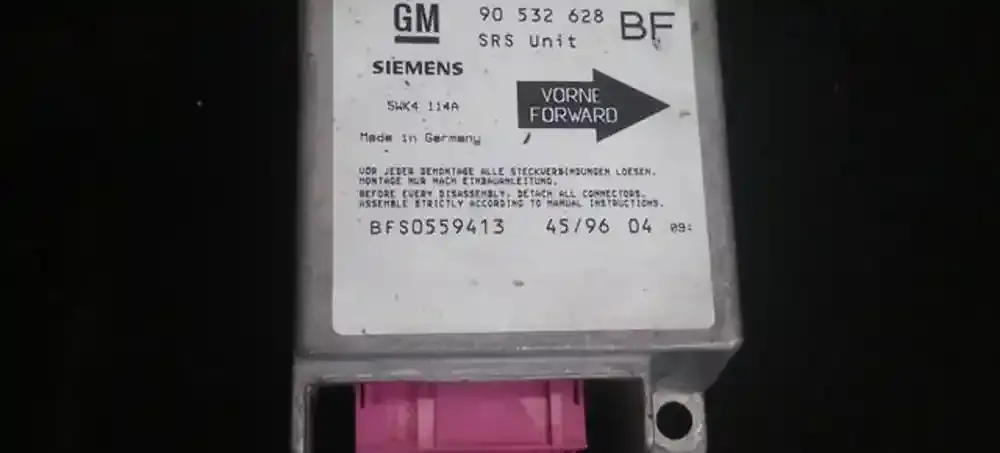 GM 90 532 628 BF
SRS Unit
SIEMENS
5WK4 114A
VORNE
FORWARD
Made in Germany
VOR JEDER DEMONTAGE ALLE STECKVERBINDUNGEN LOESEN.
MONTAGE NUR NACH EINBAUANLEITUNG.
BEFORE EVERY DISASSEMBLY, DETACH ALL CONNECTORS.
ASSEMBLE STRICTLY ACCORDING TO MANUAL INSTRUCTIONS.
BFS0559413 45/96 04 09: